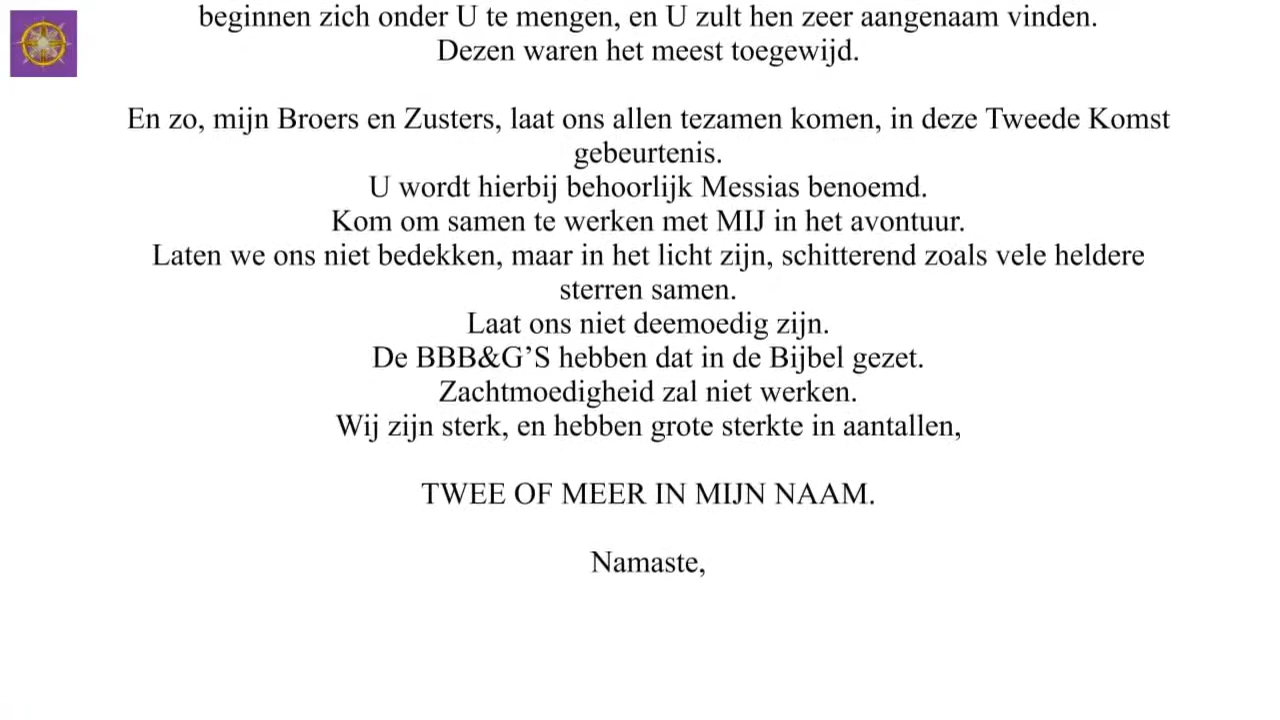 beginnen zich onder U te mengen, en U zult hen zeer aangenaam vinden.
Dezen waren het meest toegewijd.
En zo, mijn Broers en Zusters, laat ons allen tezamen komen, in deze Tweede Komst
gebeurtenis.
U wordt hierbij behoorlijk Messias benoemd.
Kom om samen te werken met MIJ in het avontuur.
Laten we ons niet bedekken, maar in het licht zijn, schitterend zoals vele heldere
sterren samen.
Laat ons niet deemoedig zijn.
De BBB&G’S hebben dat in de Bijbel gezet.
Zachtmoedigheid zal niet werken.
Wij zijn sterk, en hebben grote sterkte in aantallen,
TWEE OF MEER IN MIJN NAAM.
Namaste,